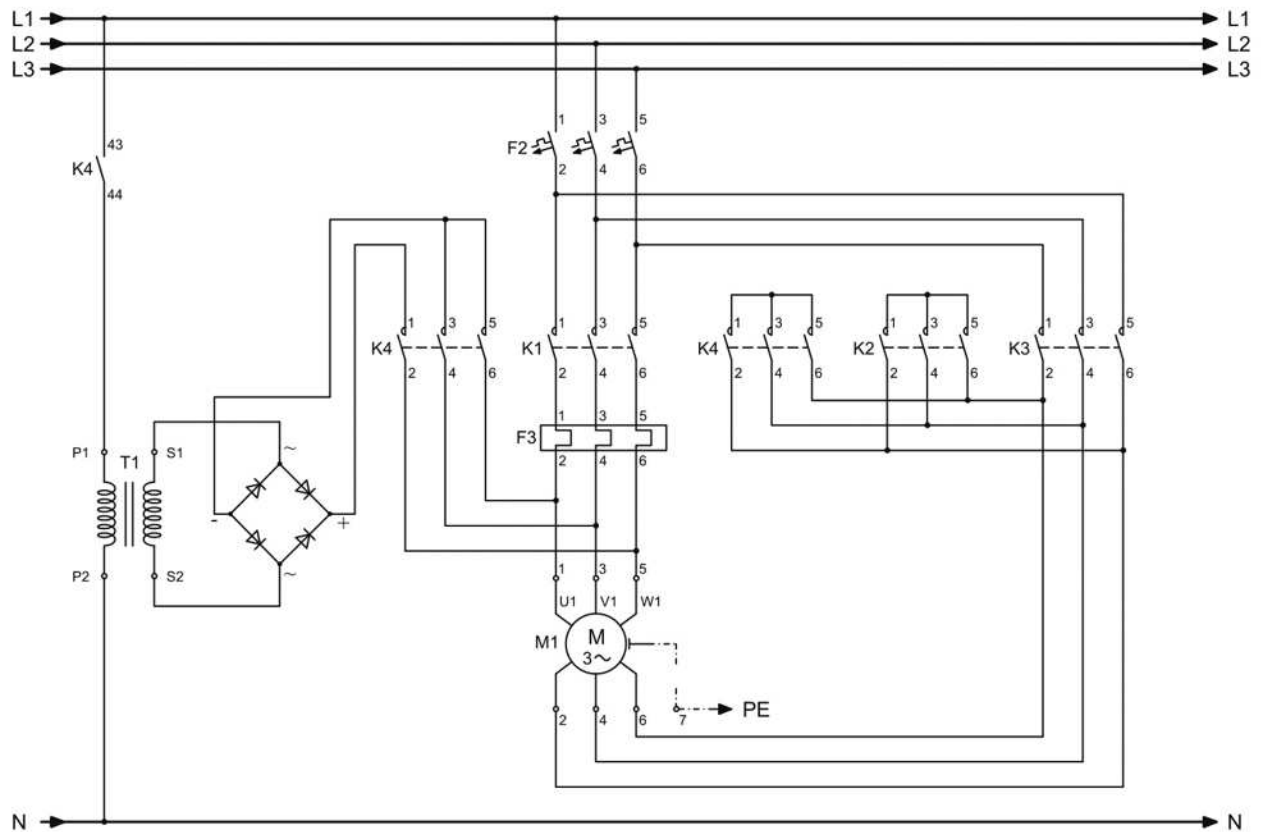 L1 L1
L2 L2
L3 L3
1 3 5
F2
2 4 6
43
K4
44
1 3 5 1 3 5 1 3 5 1 3 5 1 3 5
K4 K1 K4 K2 K3
2 4 6 2 4 6 2 4 6 2 4 6 2 4 6
1 3 5
F3
2 4 6
P1 T1 S1 ~
- +
P2 S2 ~
1 3 5
U1 V1 W1
M1 M
3~
2 4 6 7 PE
N N